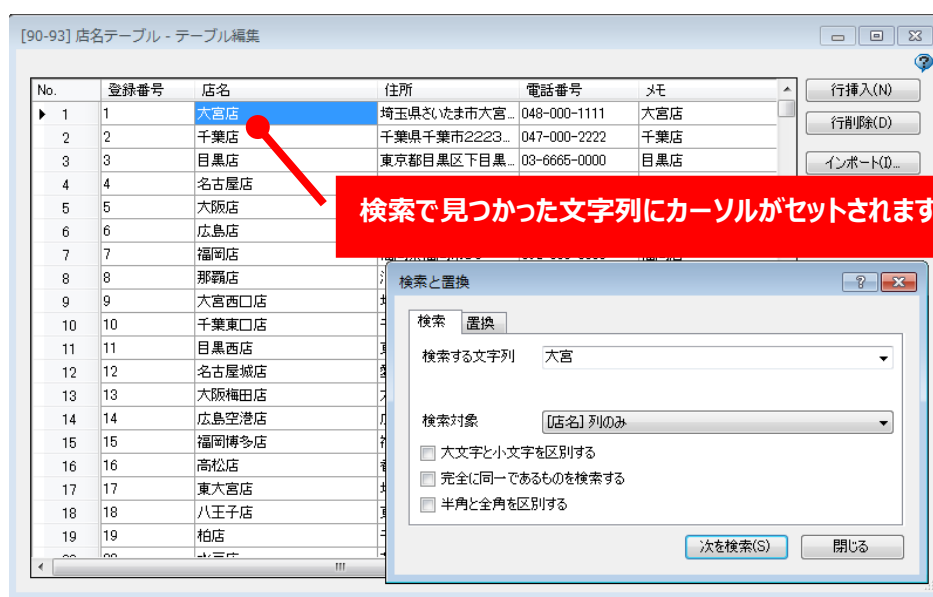 [90-93] 店名テーブル - テーブル編集
No. 登録番号 店名 住所 電話番号 メモ
行挿入(N)
1 1 大宮店 埼玉県さいたま市大宮... 048-000-1111 大宮店
行削除(D)
2 2 千葉店 千葉県千葉市2223... 047-000-2222 千葉店
3 3 目黒店 東京都目黒区下目黒... 03-6665-0000 目黒店
インポート(I)...
4 4 名古屋店
5 5 大阪店
検索で見つかった文字列にカーソルがセットされます
6 6 広島店
7 7 福岡店
8 8 那覇店
9 9 大宮西口店
10 10 千葉東口店
11 11 目黒西店
12 12 名古屋城店
13 13 大阪梅田店
14 14 広島空港店
15 15 福岡博多店
16 16 高松店
17 17 東大宮店
18 18 八王子店
19 19 柏店
検索と置換
検索 置換
検索する文字列 大宮
検索対象 [店名] 列のみ
大文字と小文字を区別する
完全に同一であるものを検索する
半角と全角を区別する
次を検索(S) 閉じる